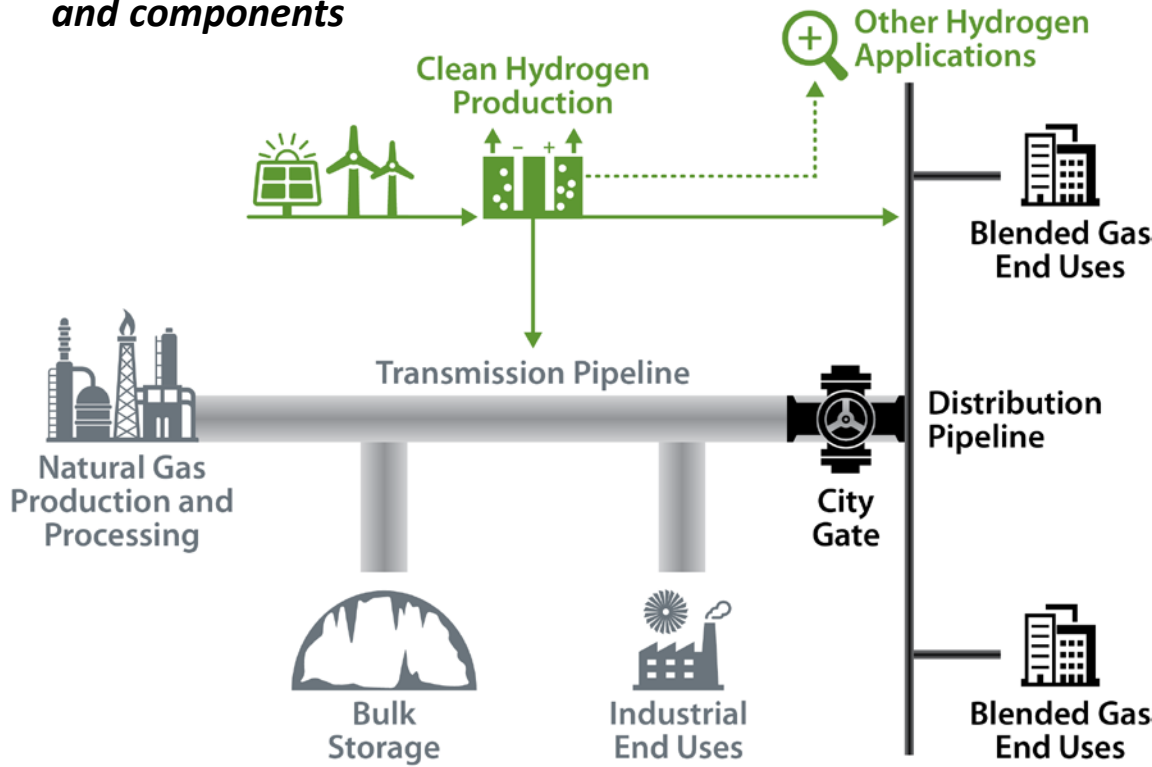 and components
Other Hydrogen
Applications
Clean Hydrogen
Production
− +
Blended Gas
End Uses
Transmission Pipeline
Distribution
Pipeline
Natural Gas
Production and
Processing
City
Gate
Bulk
Storage
Industrial
End Uses
Blended Gas
End Uses